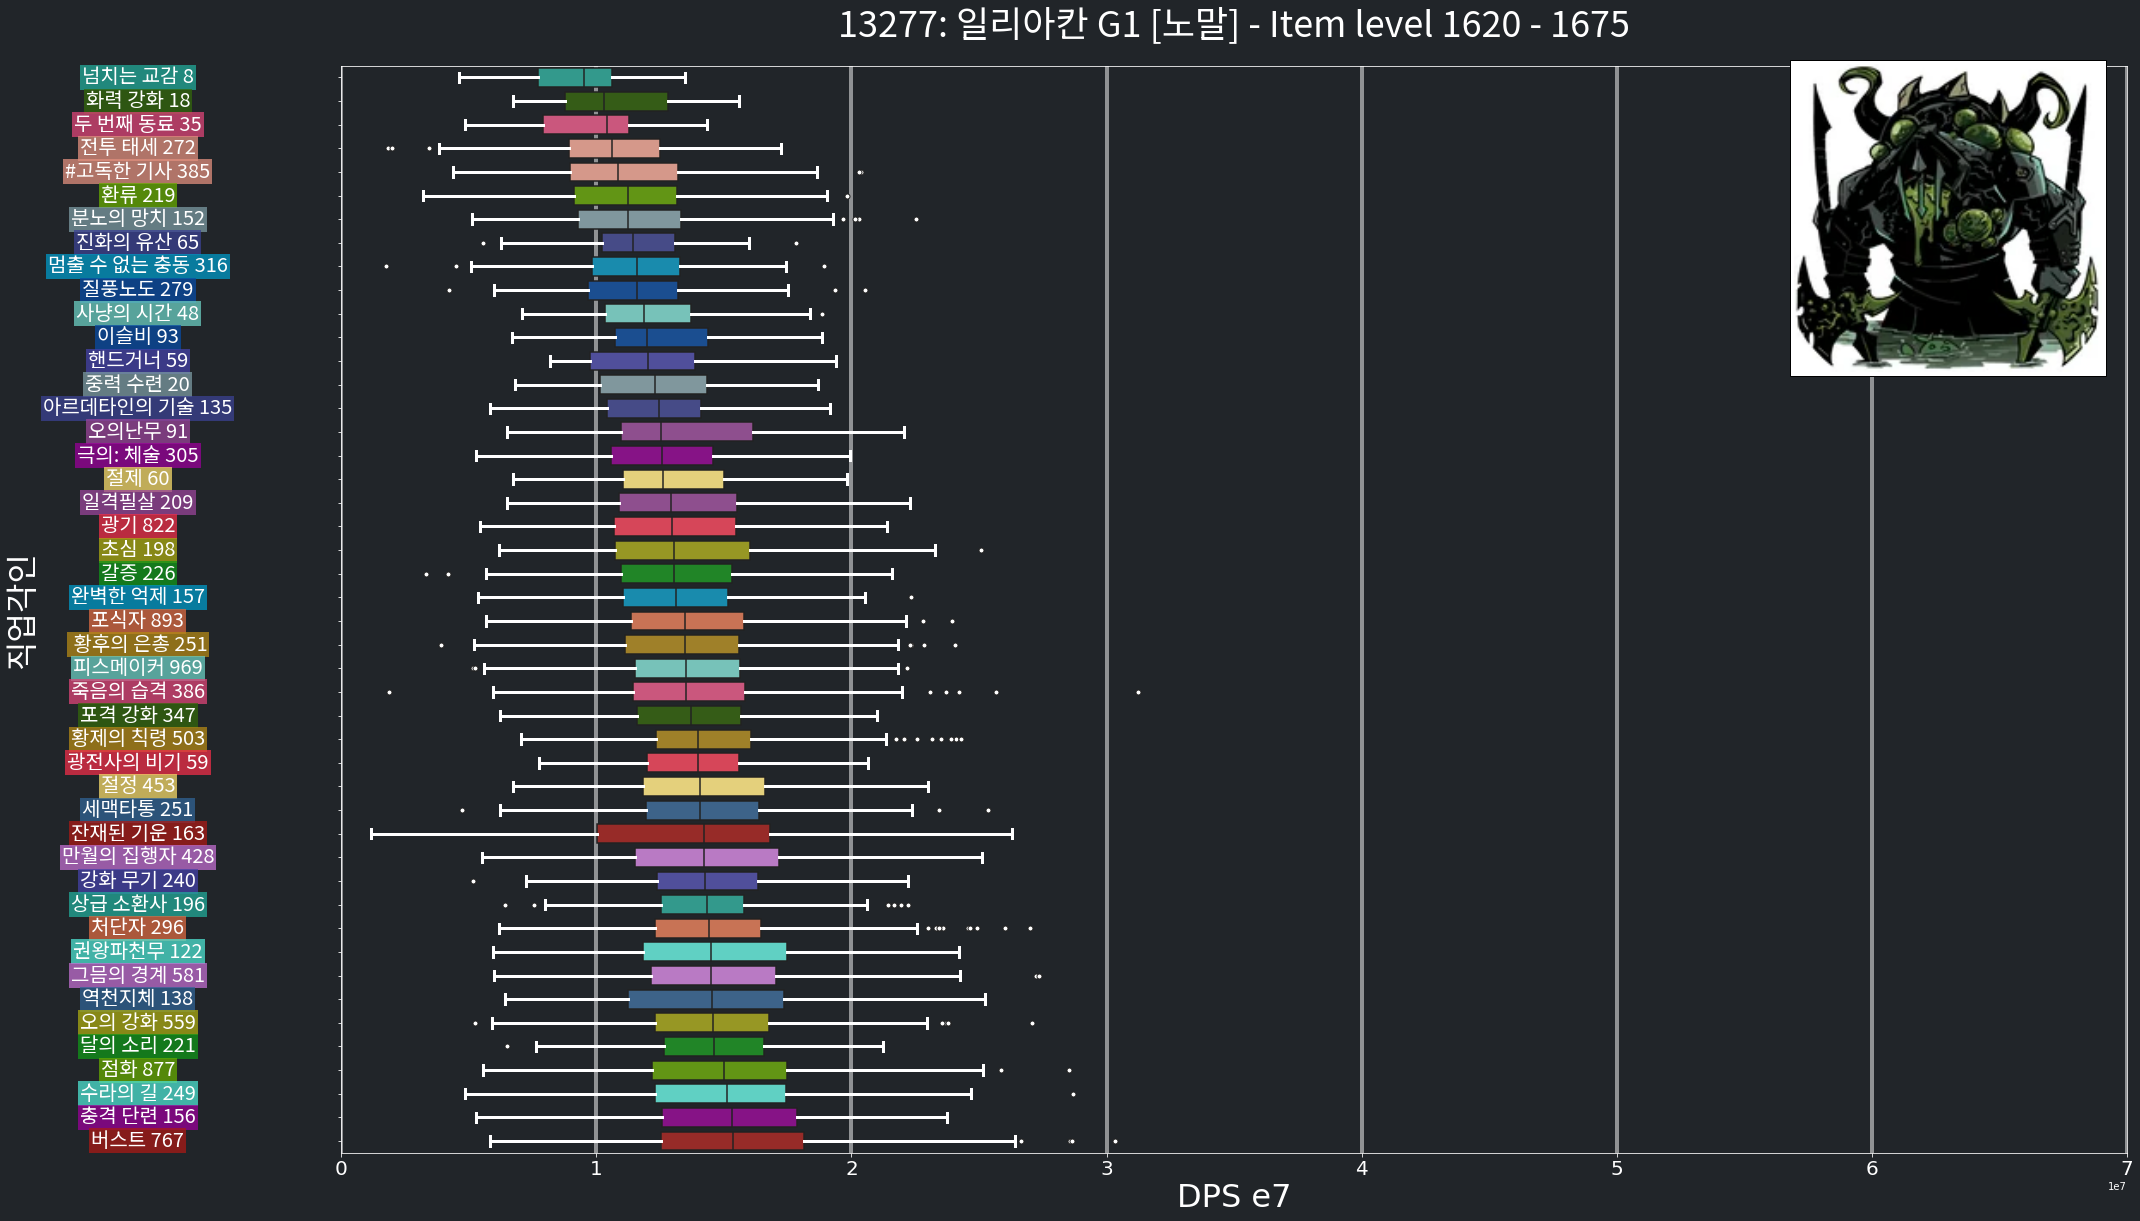 13277: 일리아칸 G1 [노말] - Item level 1620 - 1675
넘치는 교감 8
화력 강화 18
두 번째 동료 35
전투 태세 272
#고독한 기사 385
환류 219
분노의 망치 152
진화의 유산 65
멈출 수 없는 충동 316
질풍노도 279
사냥의 시간 48
이슬비 93
핸드거너 59
중력 수련 20
아르데타인의 기술 135
오의난무 91
극의: 체술 305
절제 60
일격필살 209
광기 822
초심 198
갈증 226
완벽한 억제 157
포식자 893
황후의 은총 251
피스메이커 969
죽음의 습격 386
포격 강화 347
황제의 칙령 503
광전사의 비기 59
절정 453
세맥타통 251
잔재된 기운 163
만월의 집행자 428
강화 무기 240
상급 소환사 196
처단자 296
권왕파천무 122
그믐의 경계 581
역천지체 138
오의 강화 559
달의 소리 221
점화 877
수라의 길 249
충격 단련 156
버스트 767
직업각인
0 1 2 3 4 5 6 7
1e7
DPS e7